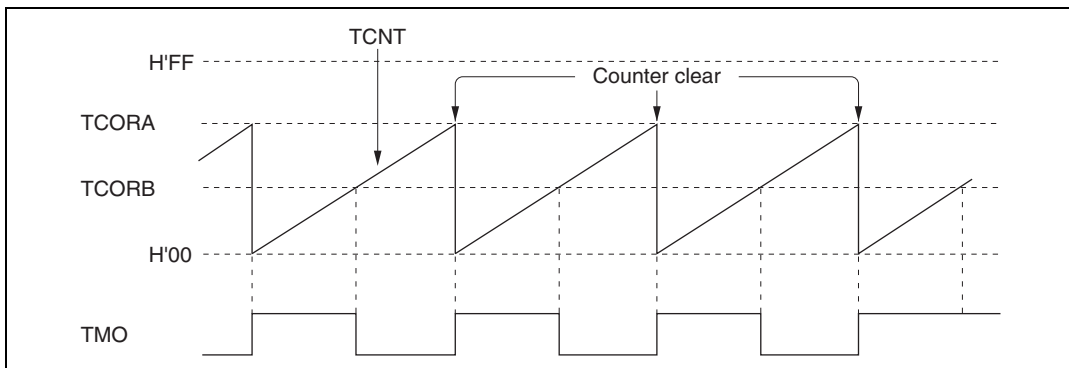 TCNT
H'FF
Counter clear
TCORA
TCORB
H'00
TMO